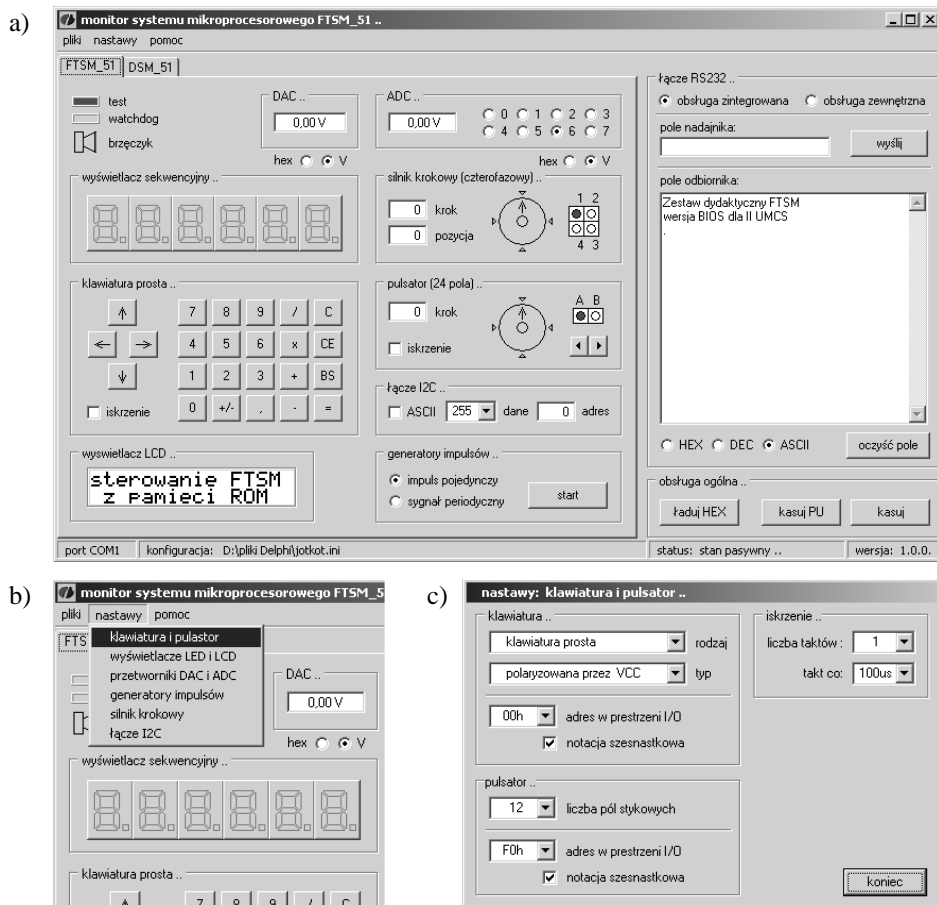 a)
monitor systemu mikroprocesorowego FTSM_51 ..
pliki nastawy pomoc
FTSM_51 DSM_51
test
watchdog
brzęczyk
DAC ..
0,00 V
hex V
ADC ..
0,00 V
0 1 2 3
4 5 6 7
hex V
wyświetlacz sekwencyjny ..
silnik krokowy (czterofazowy) ..
0 krok
0 pozycja
1 2
4 3
klawiatura prosta ..
7 8 9 / C
4 5 6 x CE
1 2 3 + BS
0 +/- , - =
iskrzenie
pulsator (24 pola) ..
0 krok
iskrzenie
A B
łącze I2C ..
ASCII 255 dane 0 adres
wyswietlacz LCD ..
sterowanie FTSM
z pamieci ROM
generatory impulsów ..
impuls pojedynczy
sygnał periodyczny
start
łącze RS232 ..
obsługa zintegrowana obsługa zewnętrzna
pole nadajnika:
wyślij
pole odbiornika:
Zestaw dydaktyczny FTSM
wersja BIOS dla II UMCS
.
HEX DEC ASCII oczyść pole
obsługa ogólna ..
ładuj HEX kasuj PU kasuj
port COM1 konfiguracja: D:\pliki Delphi\jotkot.ini status: stan pasywny .. wersja: 1.0.0.
b)
monitor systemu mikroprocesorowego FTSM_5
pliki nastawy pomoc
FTS
klawiatura i pulastor
wyświetlacze LED i LCD
przetworniki DAC i ADC
generatory impulsów
silnik krokowy
łącze I2C
DAC ..
0,00 V
hex V
wyświetlacz sekwencyjny ..
klawiatura prosta ..
7 8 9 / C
c)
nastawy: klawiatura i pulsator ..
klawiatura ..
klawiatura prosta rodzaj
polaryzowana przez VCC typ
00h adres w prestrzeni I/O
notacja szesnastkowa
pulsator ..
12 liczba pól stykowych
F0h adres w prestrzeni I/O
notacja szesnastkowa
iskrzenie ..
liczba taktów : 1
takt co: 100us
koniec